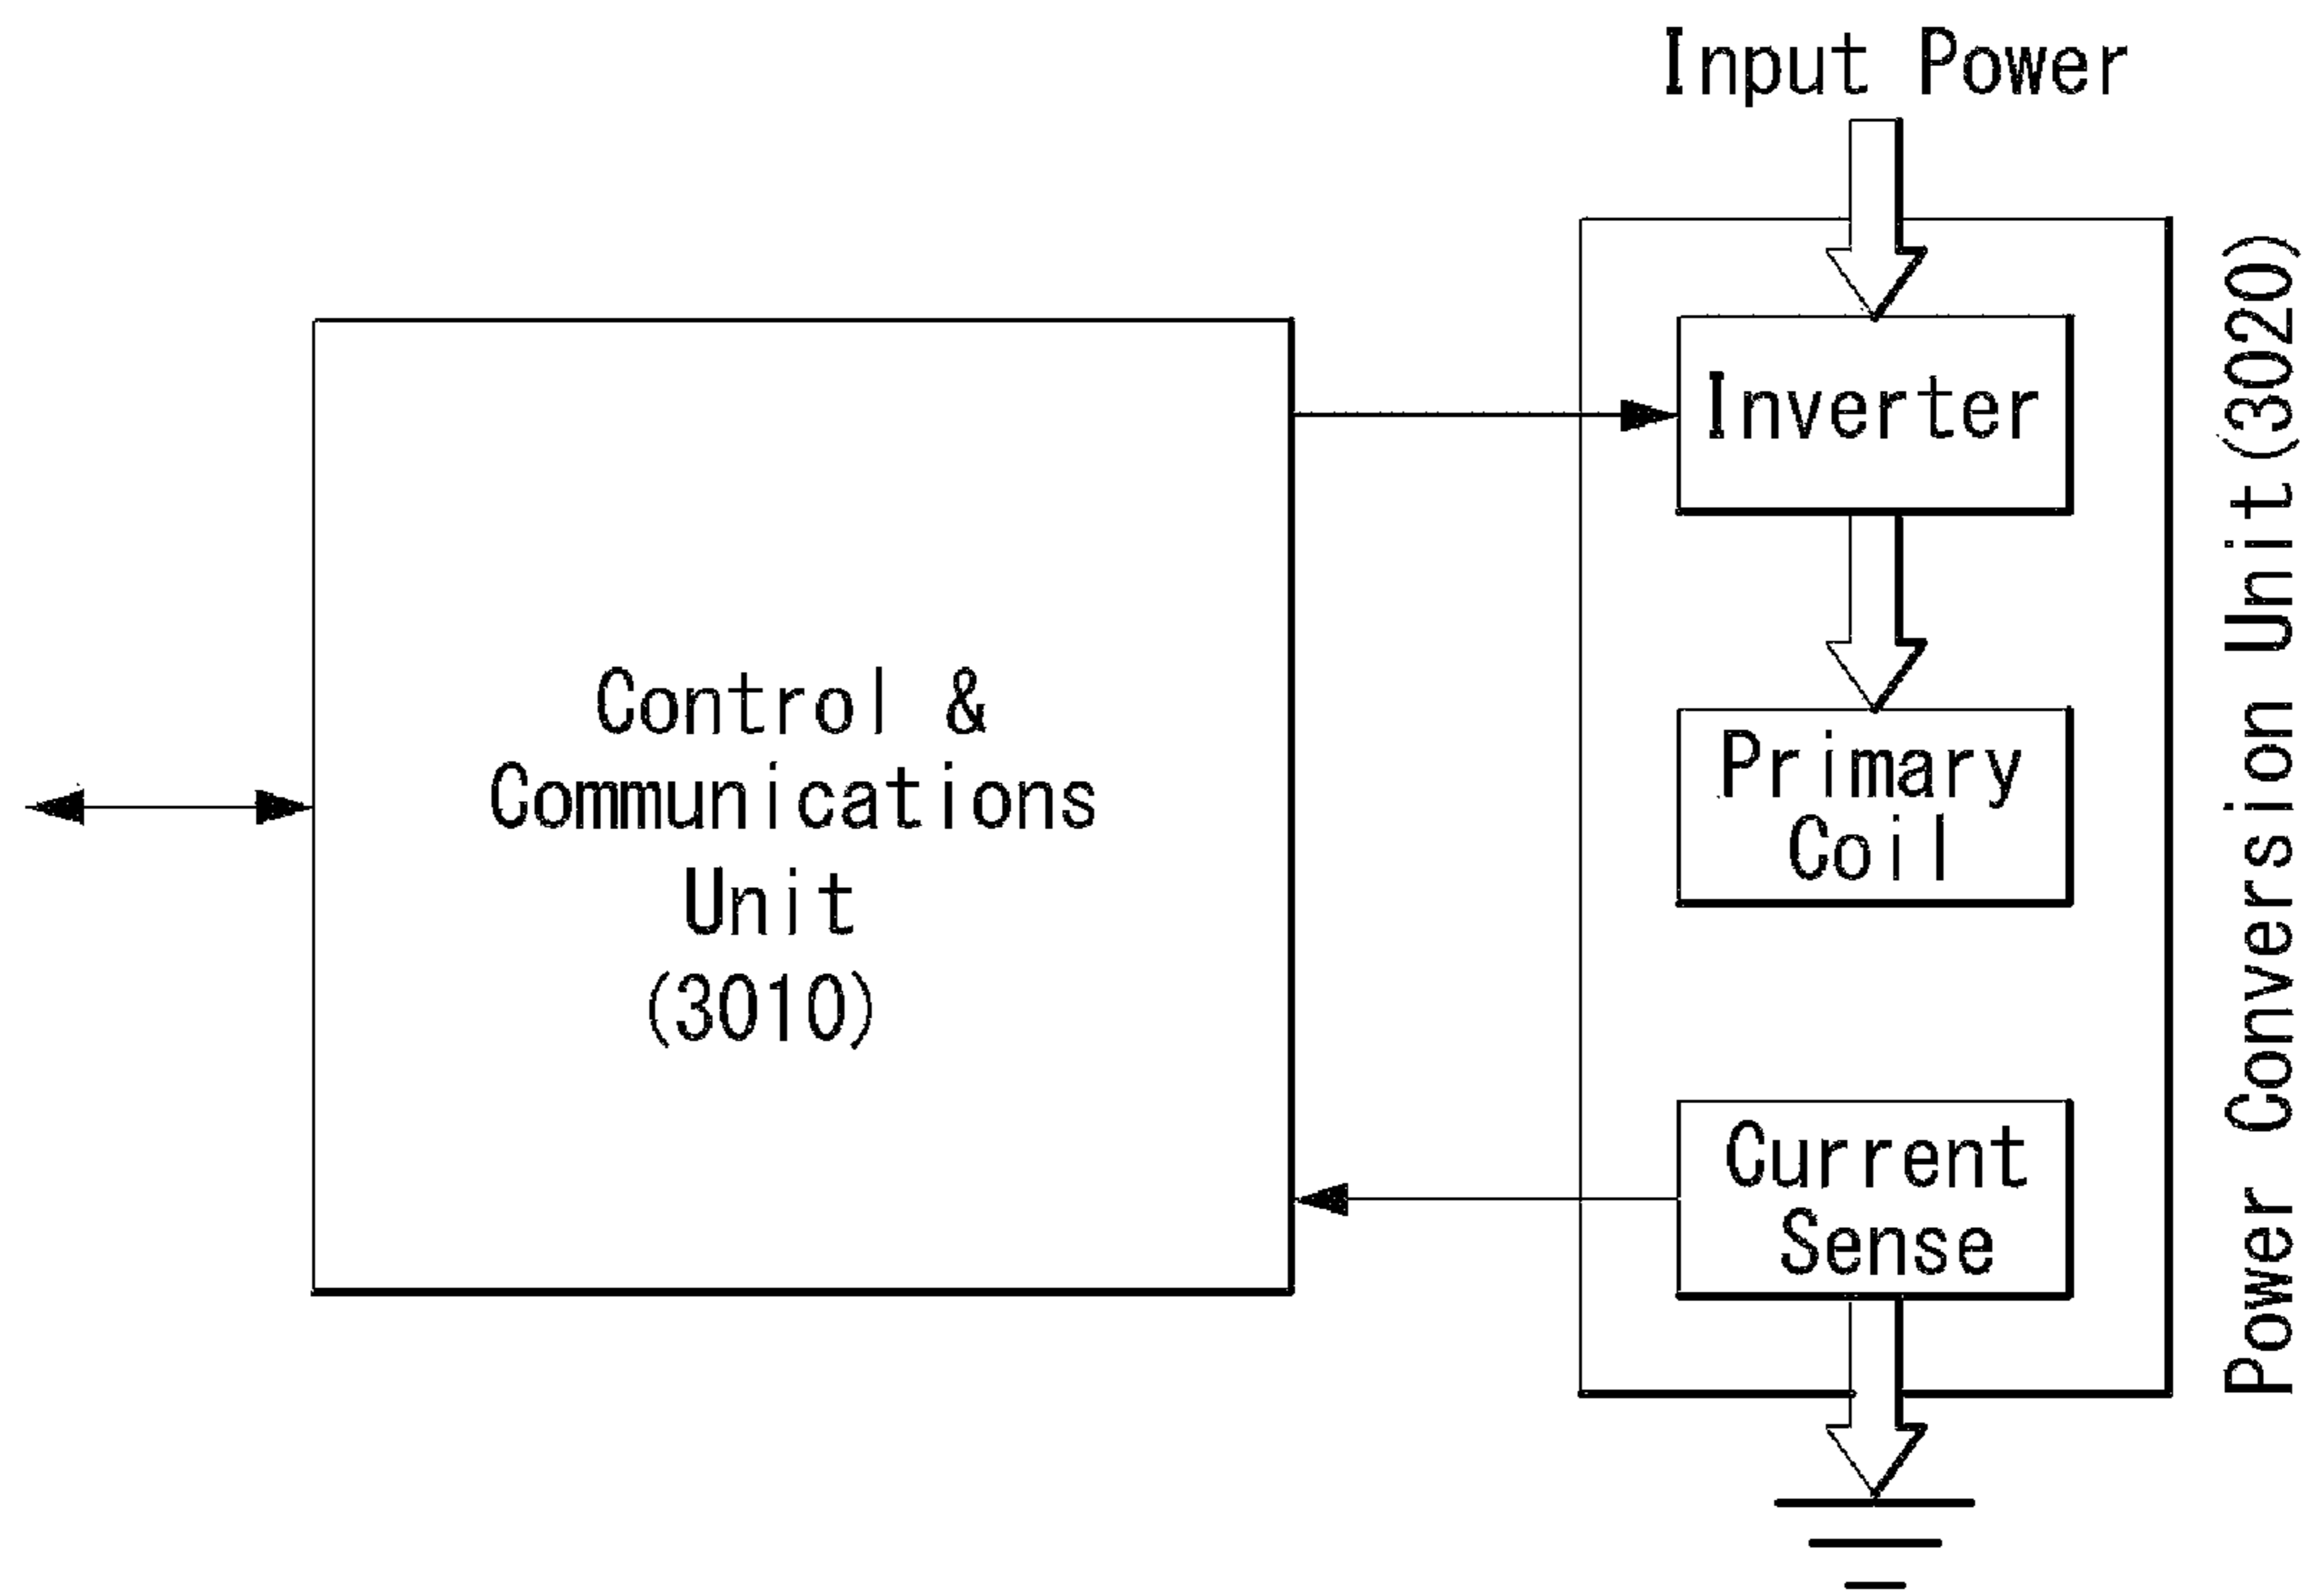 Input Power
Inverter
Control &
Communications
Unit
(3010)
Primary
Coil
Current
Sense
Power Conversion Unit(3020)